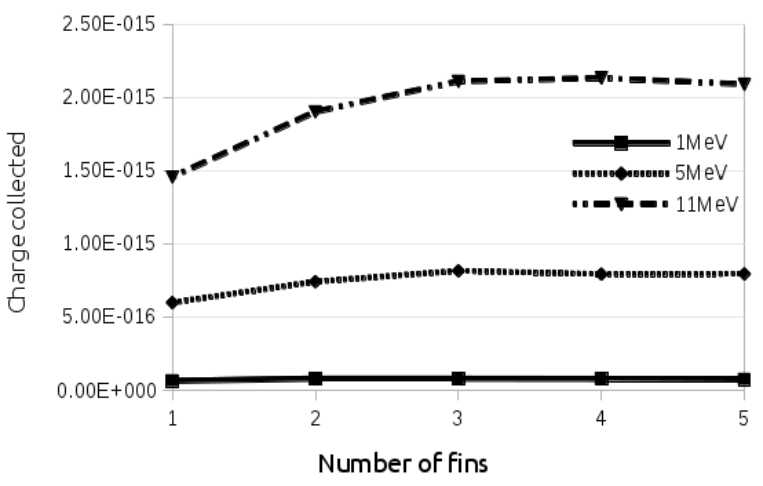 2.50E-015
2.00E-015
1.50E-015
1.00E-015
5.00E-016
0.00E+000
Charge collected
1MeV
5MeV
11MeV
1 2 3 4 5
Number of fins